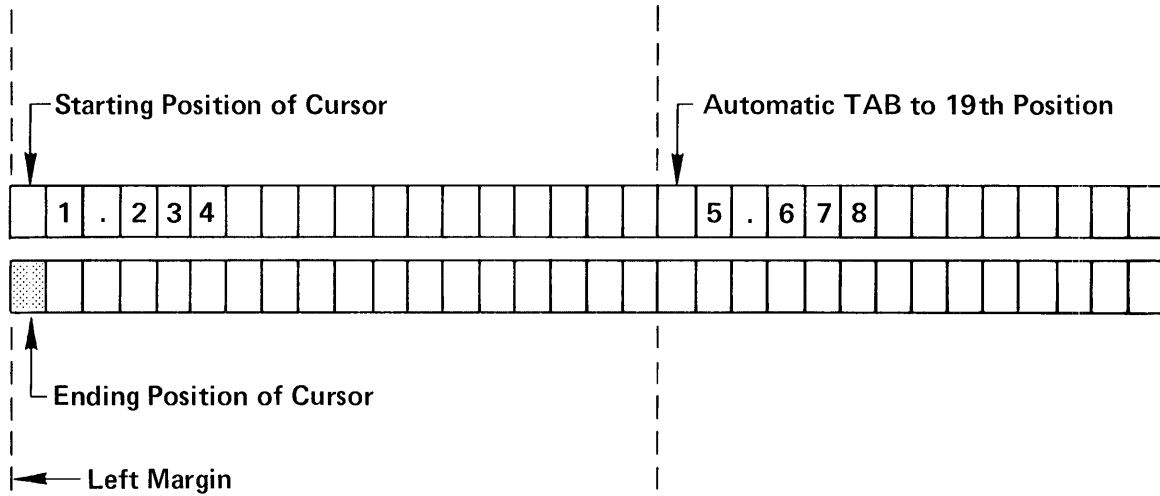 Starting Position of Cursor Automatic TAB to 19th Position
1 . 2 3 4 5 . 6 7 8
Ending Position of Cursor
Left Margin